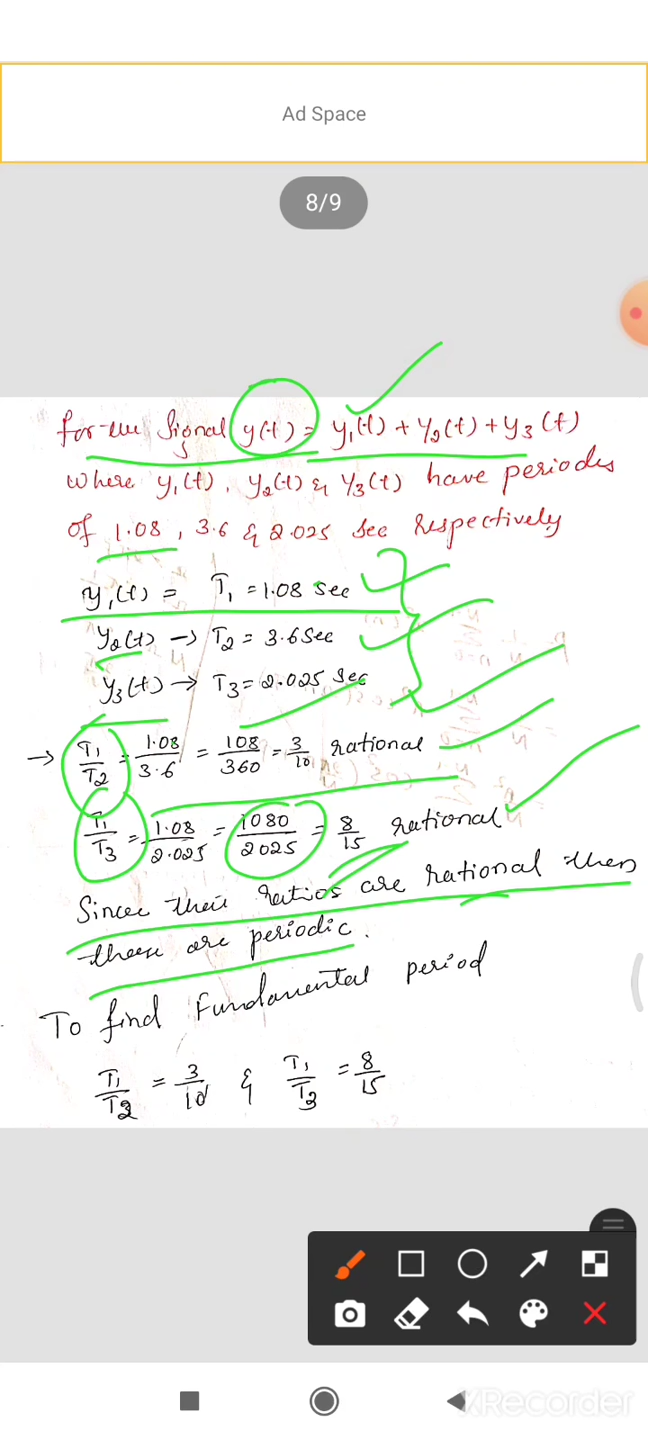 Ad Space
8/9
for the Signal y(t) = y₁(t) + y₂(t) + y₃(t)
where y₁(t), y₂(t) & y₃(t) have periodes
of 1.08, 3.6 & 2.025 sec respectively
y₁(t) = T₁ = 1.08 sec
y₂(t) → T₂ = 3.6 sec
y₃(t) → T₃ = 2.025 sec
→ T₁/T₂ = 1.08/3.6 = 108/360 = 3/10 rational
T₁/T₃ = 1.08/2.025 = 1080/2025 = 8/15 rational
Since their ratios are rational then
these are periodic.
To find Fundamental period
T₁/T₂ = 3/10 & T₁/T₃ = 8/15
XRecorder